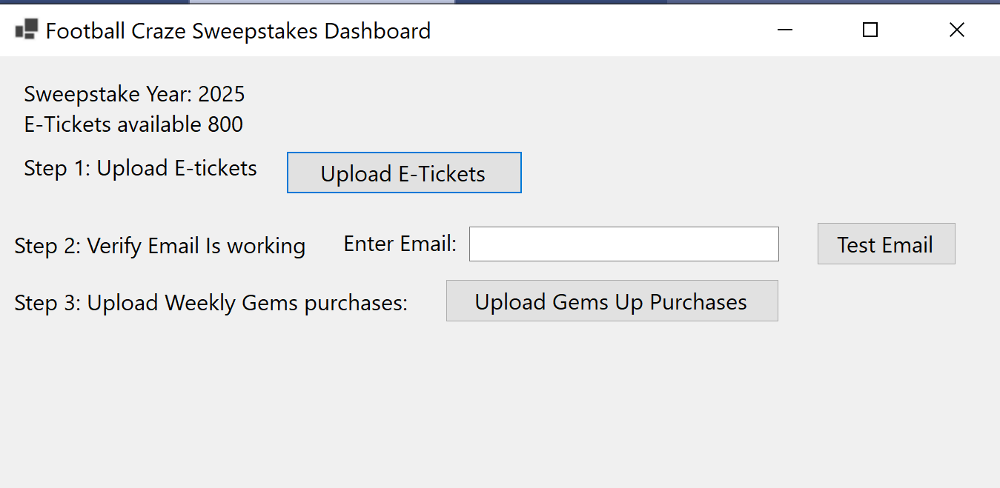 Football Craze Sweepstakes Dashboard
Sweepstake Year: 2025
E-Tickets available 800
Step 1: Upload E-tickets Upload E-Tickets
Step 2: Verify Email Is working Enter Email: Test Email
Step 3: Upload Weekly Gems purchases: Upload Gems Up Purchases